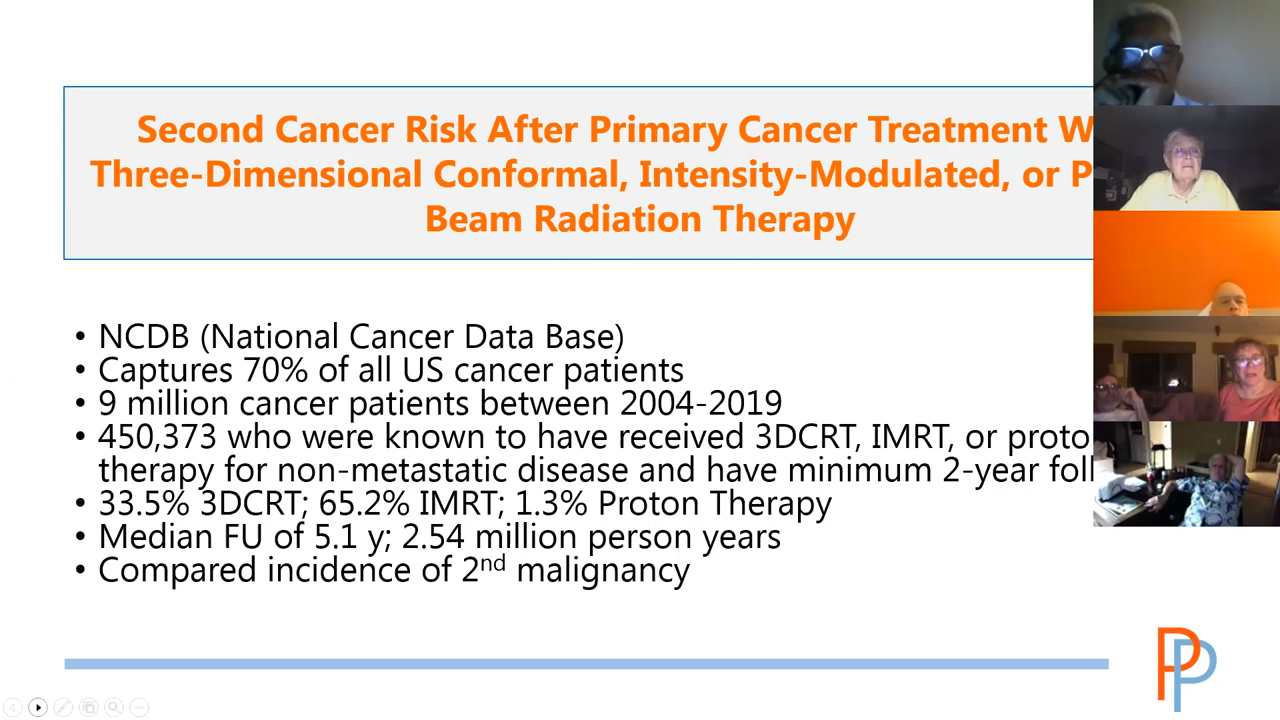 Second Cancer Risk After Primary Cancer Treatment W
Three-Dimensional Conformal, Intensity-Modulated, or P
Beam Radiation Therapy
• NCDB (National Cancer Data Base)
• Captures 70% of all US cancer patients
• 9 million cancer patients between 2004-2019
• 450,373 who were known to have received 3DCRT, IMRT, or proto
therapy for non-metastatic disease and have minimum 2-year foll
• 33.5% 3DCRT; 65.2% IMRT; 1.3% Proton Therapy
• Median FU of 5.1 y; 2.54 million person years
• Compared incidence of 2nd malignancy
PP